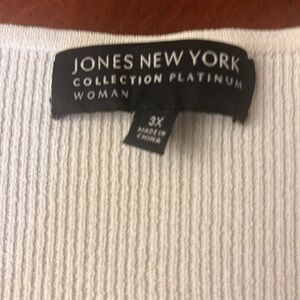 JONES NEW YORK
COLLECTION PLATINUM
WOMAN
3X
MADE IN
CHINA